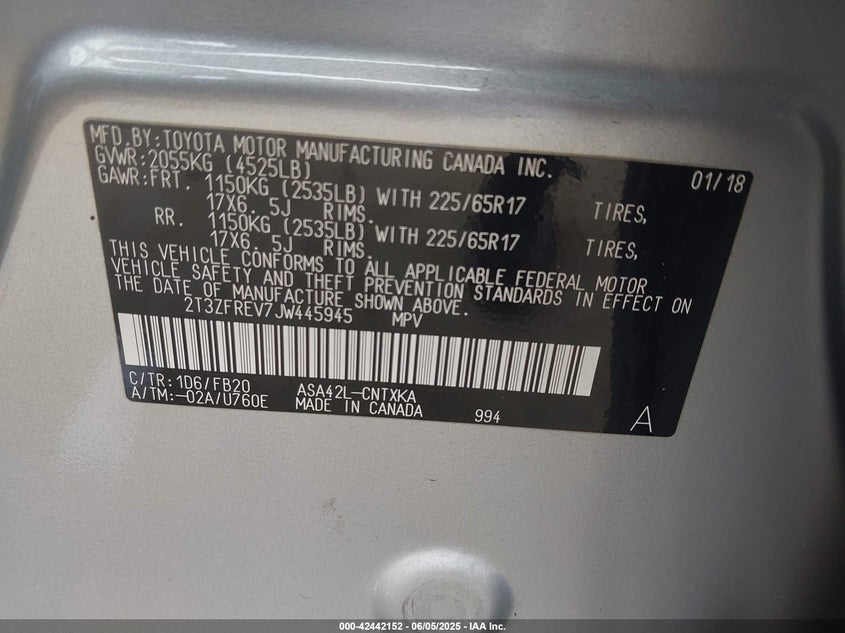 MFD.BY:TOYOTA MOTOR MANUFACTURING CANADA INC. 01/18
GVWR:2055KG (4525LB)
GAWR:FRT. 1150KG (2535LB) WITH 225/65R17 TIRES,
17X6. 5J RIMS.
RR. 1150KG (2535LB) WITH 225/65R17 TIRES,
17X6. 5J RIMS.
THIS VEHICLE CONFORMS TO ALL APPLICABLE FEDERAL MOTOR
VEHICLE SAFETY AND THEFT PREVENTION STANDARDS IN EFFECT ON
THE DATE OF MANUFACTURE SHOWN ABOVE.
2T3ZFREV7JW445945 MPV
C/TR:1D6/FB20 ASA42L-CNTXKA
A/TM:-02A/U760E MADE IN CANADA 994 A
000-42442152 - 06/05/2025 - IAA Inc.